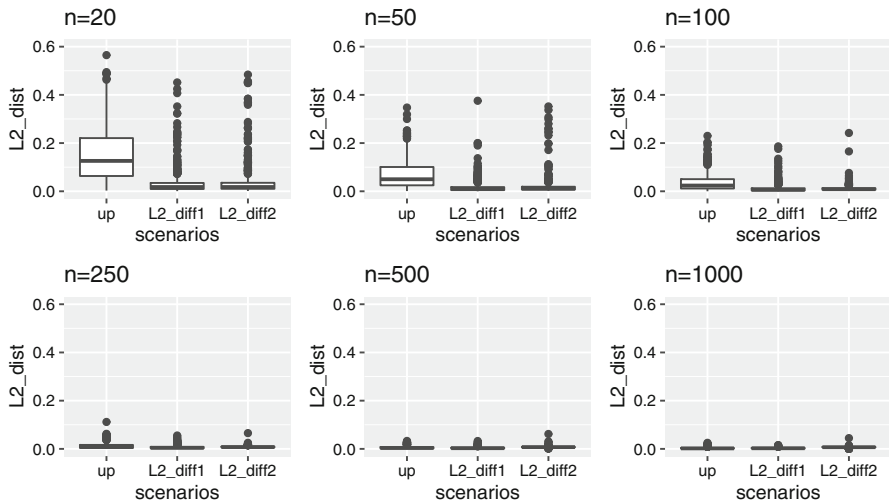 n=20
n=50
n=100
L2_dist
0.6
0.4
0.2
0.0
up
L2_diff1
L2_diff2
scenarios
L2_dist
0.6
0.4
0.2
0.0
up
L2_diff1
L2_diff2
scenarios
L2_dist
0.6
0.4
0.2
0.0
up
L2_diff1
L2_diff2
scenarios
n=250
n=500
n=1000
L2_dist
0.6
0.4
0.2
0.0
up
L2_diff1
L2_diff2
scenarios
L2_dist
0.6
0.4
0.2
0.0
up
L2_diff1
L2_diff2
scenarios
L2_dist
0.6
0.4
0.2
0.0
up
L2_diff1
L2_diff2
scenarios